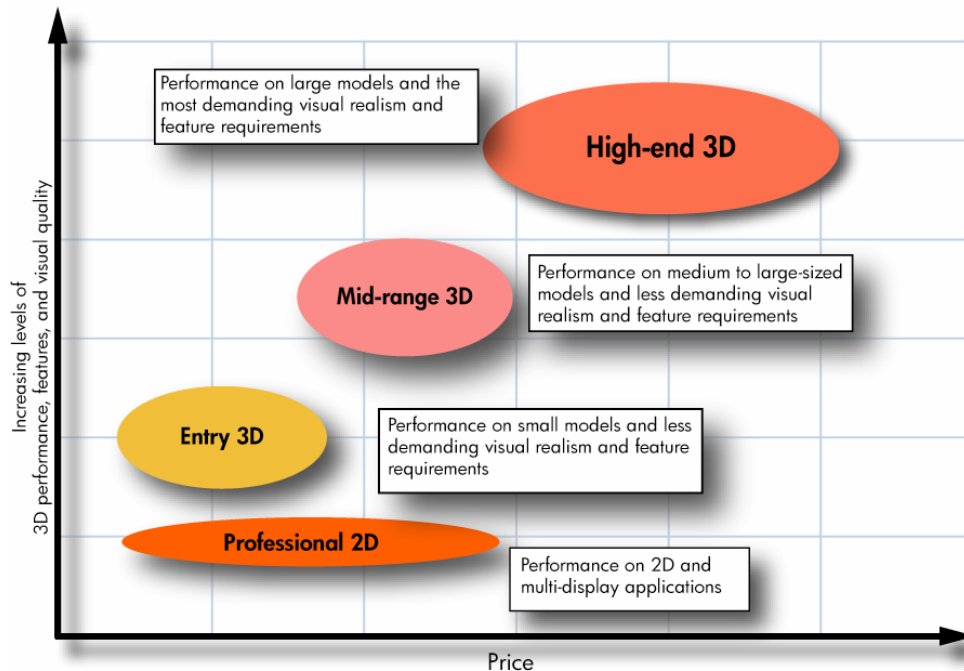 Performance on large models and the
most demanding visual realism and
feature requirements
High-end 3D
Mid-range 3D
Performance on medium to large-sized
models and less demanding visual
realism and feature requirements
Increasing levels of
3D performance, features, and visual quality
Entry 3D
Performance on small models and less
demanding visual realism and feature
requirements
Professional 2D
Performance on 2D and
multi-display applications
Price